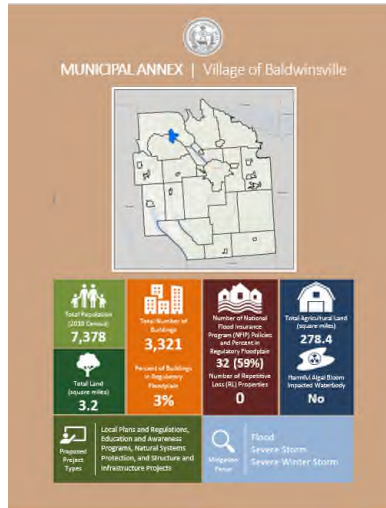 MUNICIPAL ANNEX | Village of Baldwinsville
Total Population
(2010 Census)
7,378
Total Land
(square miles)
3.2
Total Number of
Buildings
3,321
Percent of Buildings
in Regulatory
Floodplain
3%
Number of National
Flood Insurance
Program (NFIP) Policies
and Percent in
Regulatory Floodplain
32 (59%)
Number of Repetitive
Loss (RL) Properties
0
Total Agricultural Land
(square miles)
278.4
Harmful Algal Bloom
Impacted Waterbody
No
Proposed
Project
Types
Local Plans and Regulations,
Education and Awareness
Programs, Natural Systems
Protection, and Structure and
Infrastructure Projects
Mitigation
Focus
Flood
Severe Storm
Severe Winter Storm